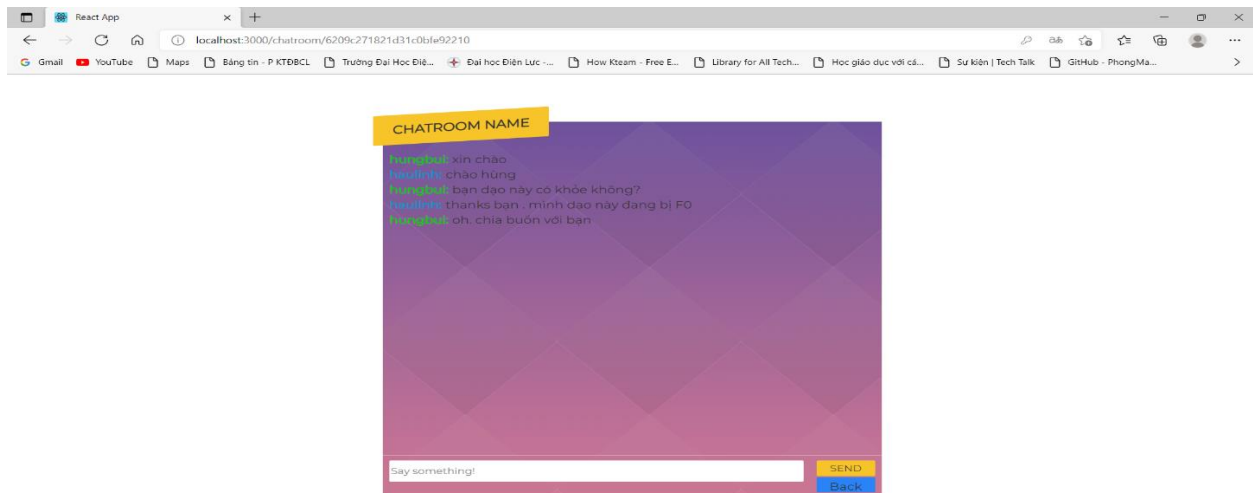 React App
localhost:3000/chatroom/6209c271821d31c0bfe92210
Gmail YouTube Maps Bảng tin - P KTĐBCL Trường Đại Học Điệ... Đại học Điện Lực -... How Kteam - Free E... Library for All Tech... Học giáo dục với cá... Sự kiện | Tech Talk GitHub - PhongMa...
CHATROOM NAME
hungbui: xin chào
haulinh: chào hùng
hungbui: bạn dạo này có khỏe không?
haulinh: thanks bạn . mình dạo này đang bị F0
hungbui: oh. chia buồn với bạn
Say something! SEND
Back